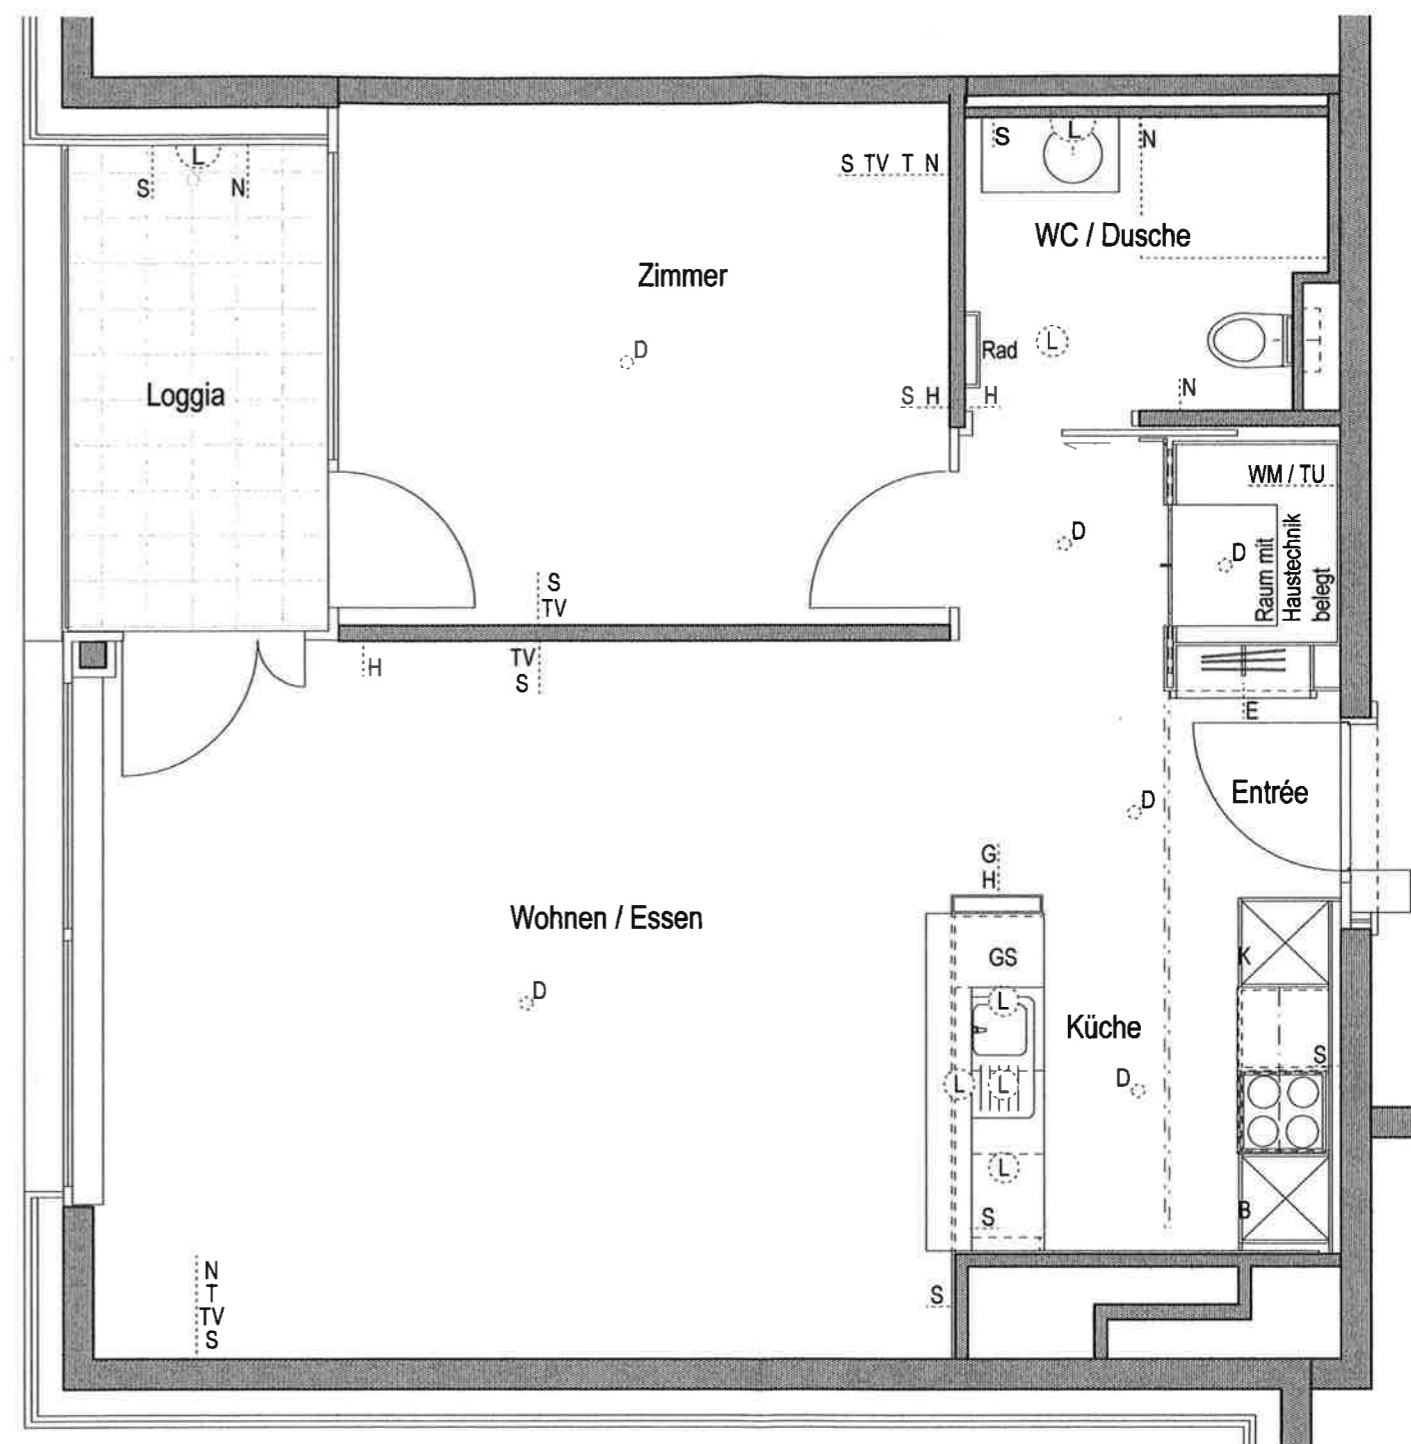 S
L
N
S TV T N
S
L
N
WC / Dusche
Zimmer
D
Rad
L
Loggia
S H
H
N
WM / TU
D
D
Raum mit
Haustechnik
belegt
S
TV
H
TV
S
E
Entrée
D
G
H
Wohnen / Essen
GS
K
D
L
Küche
S
L
L
D
L
B
S
S
N
T
TV
S